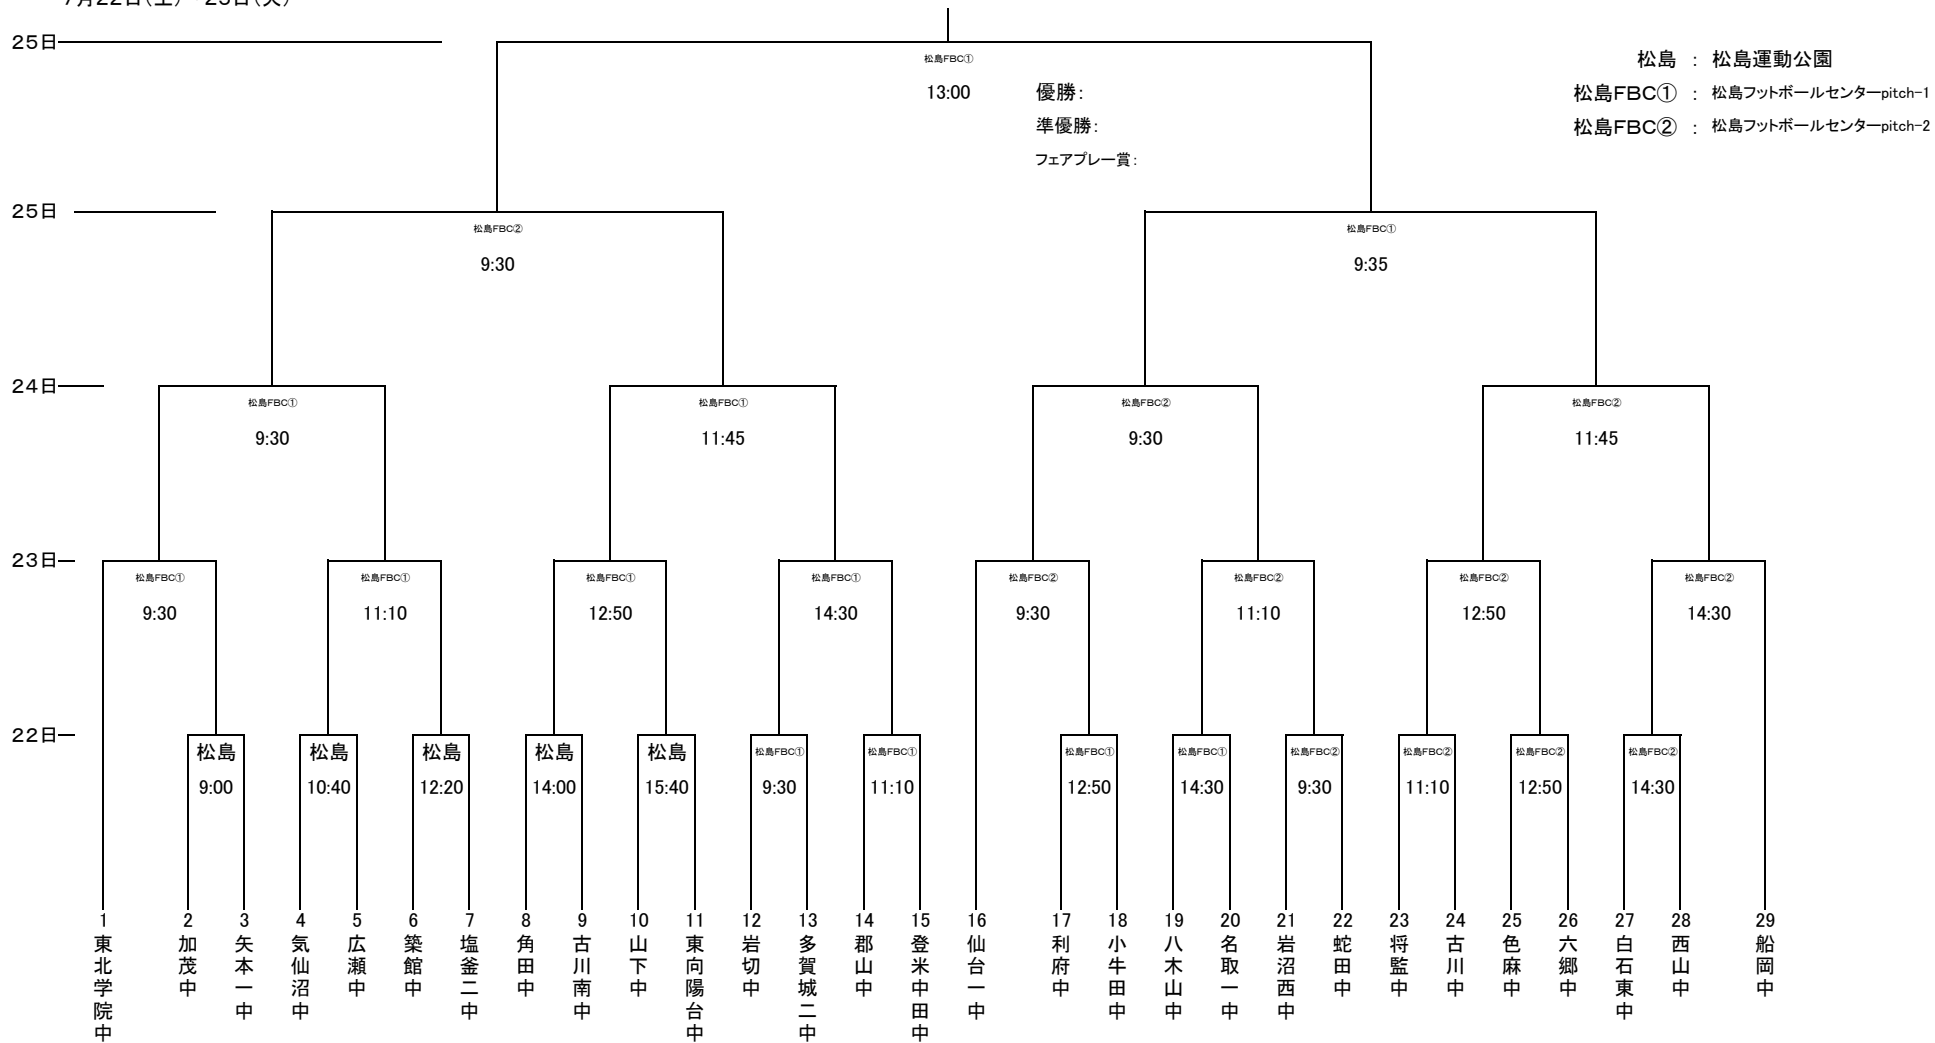 25日
松島FBC①
13:00
優勝:
準優勝:
フェアプレー賞:
松島 : 松島運動公園
松島FBC① : 松島フットボールセンターpitch-1
松島FBC② : 松島フットボールセンターpitch-2
25日
松島FBC② 松島FBC①
9:30 9:35
24日
松島FBC① 松島FBC① 松島FBC② 松島FBC②
9:30 11:45 9:30 11:45
23日
松島FBC① 松島FBC① 松島FBC① 松島FBC① 松島FBC② 松島FBC② 松島FBC② 松島FBC②
9:30 11:10 12:50 14:30 9:30 11:10 12:50 14:30
22日
松島 松島 松島 松島 松島 松島FBC① 松島FBC① 松島FBC① 松島FBC① 松島FBC② 松島FBC② 松島FBC② 松島FBC②
9:00 10:40 12:20 14:00 15:40 9:30 11:10 12:50 14:30 9:30 11:10 12:50 14:30
1 東北学院中
2 加茂中
3 矢本一中
4 気仙沼中
5 広瀬中
6 築館中
7 塩釜二中
8 角田中
9 古川南中
10 山下中
11 東向陽台中
12 岩切中
13 多賀城二中
14 郡山中
15 登米中田中
16 仙台一中
17 利府中
18 小牛田中
19 八木山中
20 名取一中
21 岩沼西中
22 蛇田中
23 将監中
24 古川中
25 色麻中
26 六郷中
27 白石東中
28 西山中
29 船岡中